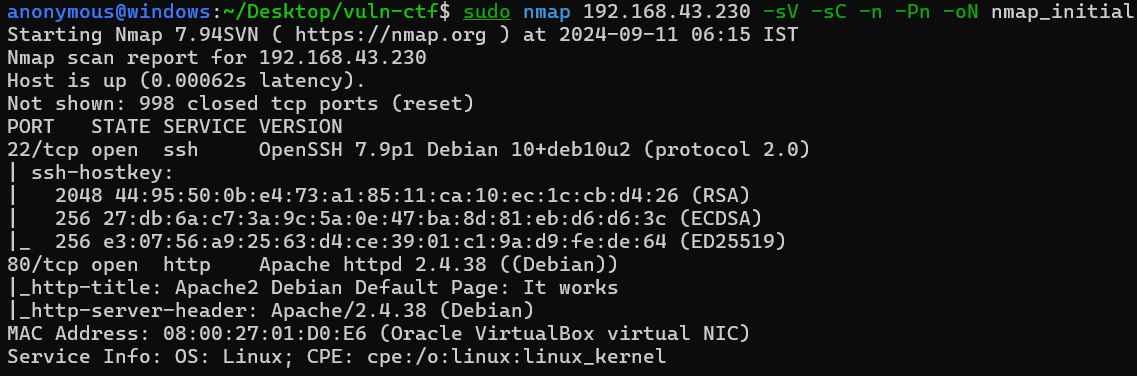 anonymous@windows:~/Desktop/vuln-ctf$ sudo nmap 192.168.43.230 -sV -sC -n -Pn -oN nmap_initial
Starting Nmap 7.94SVN ( https://nmap.org ) at 2024-09-11 06:15 IST
Nmap scan report for 192.168.43.230
Host is up (0.00062s latency).
Not shown: 998 closed tcp ports (reset)
PORT   STATE SERVICE VERSION
22/tcp open  ssh     OpenSSH 7.9p1 Debian 10+deb10u2 (protocol 2.0)
| ssh-hostkey:
|   2048 44:95:50:0b:e4:73:a1:85:11:ca:10:ec:1c:cb:d4:26 (RSA)
|   256 27:db:6a:c7:3a:9c:5a:0e:47:ba:8d:81:eb:d6:d6:3c (ECDSA)
|_  256 e3:07:56:a9:25:63:d4:ce:39:01:c1:9a:d9:fe:de:64 (ED25519)
80/tcp open  http    Apache httpd 2.4.38 ((Debian))
|_http-title: Apache2 Debian Default Page: It works
|_http-server-header: Apache/2.4.38 (Debian)
MAC Address: 08:00:27:01:D0:E6 (Oracle VirtualBox virtual NIC)
Service Info: OS: Linux; CPE: cpe:/o:linux:linux_kernel